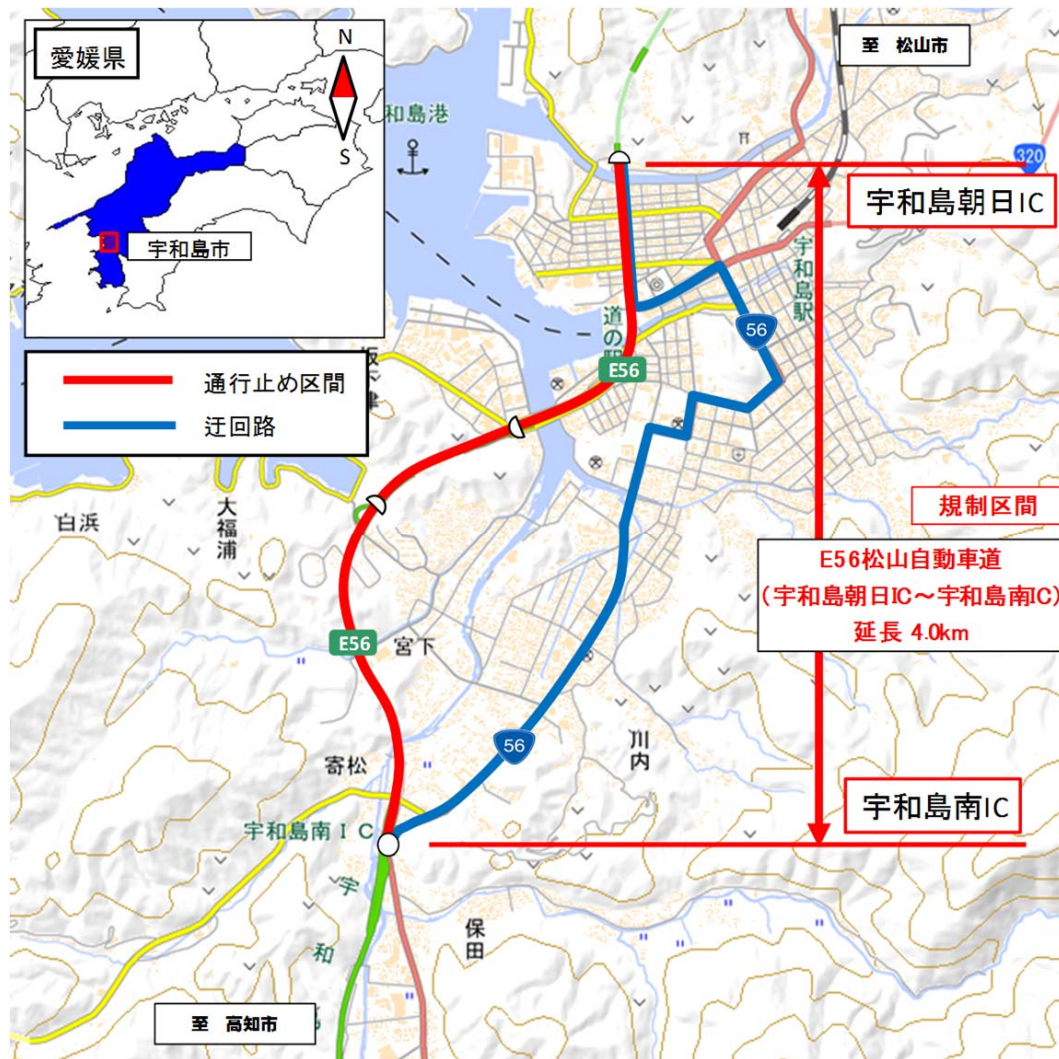 愛媛県
N
S
宇和島市
至 松山市
和島港
320
宇和島朝日IC
宇和島駅
道の駅
56
E56
通行止め区間
迂回路
白浜
大福浦
規制区間
E56松山自動車道
(宇和島朝日IC～宇和島南IC)
延長 4.0km
E56
宮下
56
川内
寄松
宇和島南IC
宇和島南IC
宇和
保田
至 高知市